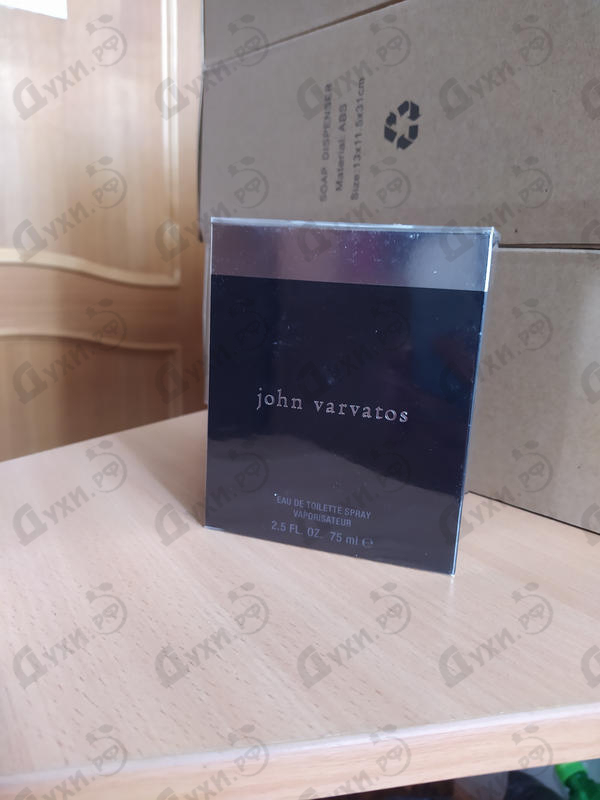 SOAP DISPENSER
Material: ABS
Size:13x11.5x31cm
john varvatos
EAU DE TOILETTE SPRAY
VAPORISATEUR
2.5 FL. OZ. 75 ml e
Духи.РФ